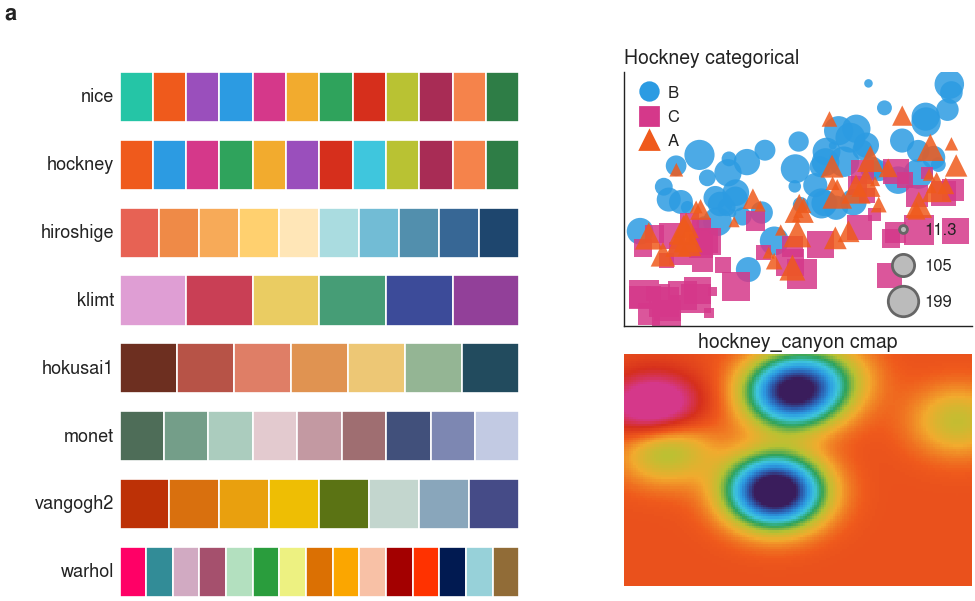 a
nice
hockney
hiroshige
klimt
hokusai1
monet
vangogh2
warhol
Hockney categorical
B
C
A
11.3
105
199
hockney_canyon cmap